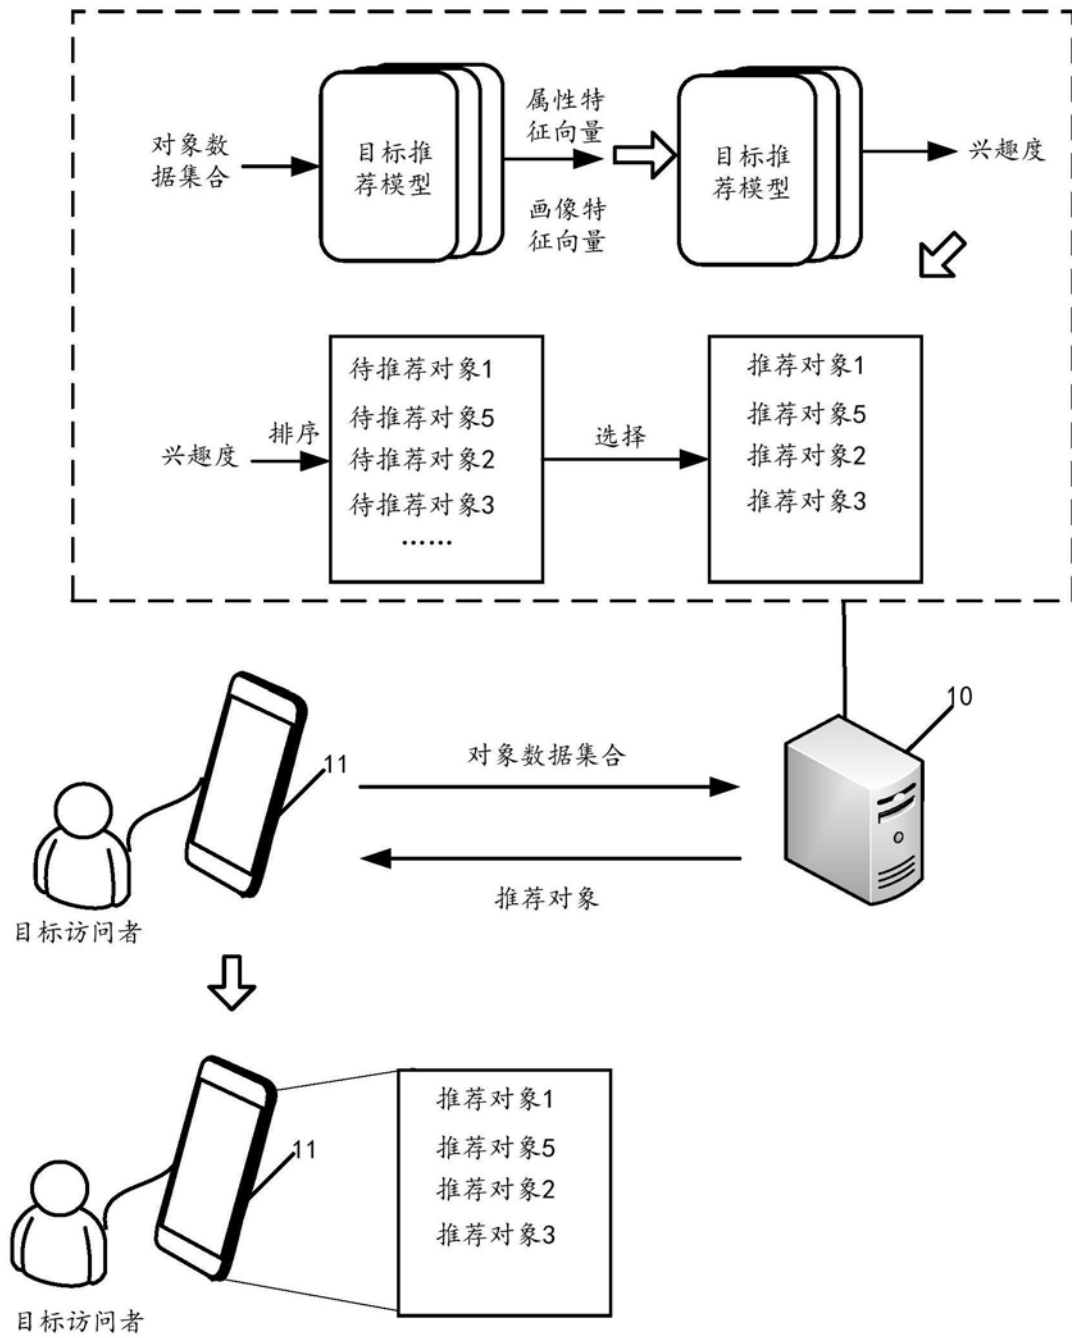 对象数
据集合
目标推
荐模型
属性特
征向量
画像特
征向量
目标推
荐模型
兴趣度
兴趣度
排序
待推荐对象1
待推荐对象5
待推荐对象2
待推荐对象3
……
选择
推荐对象1
推荐对象5
推荐对象2
推荐对象3
10
11
对象数据集合
推荐对象
目标访问者
11
推荐对象1
推荐对象5
推荐对象2
推荐对象3
目标访问者